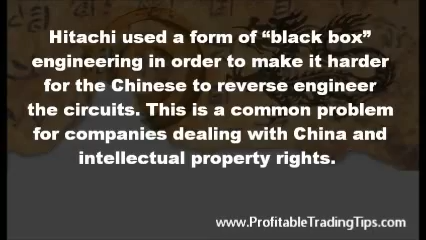 Hitachi used a form of “black box”
engineering in order to make it harder
for the Chinese to reverse engineer
the circuits. This is a common problem
for companies dealing with China and
intellectual property rights.
www.ProfitableTradingTips.com